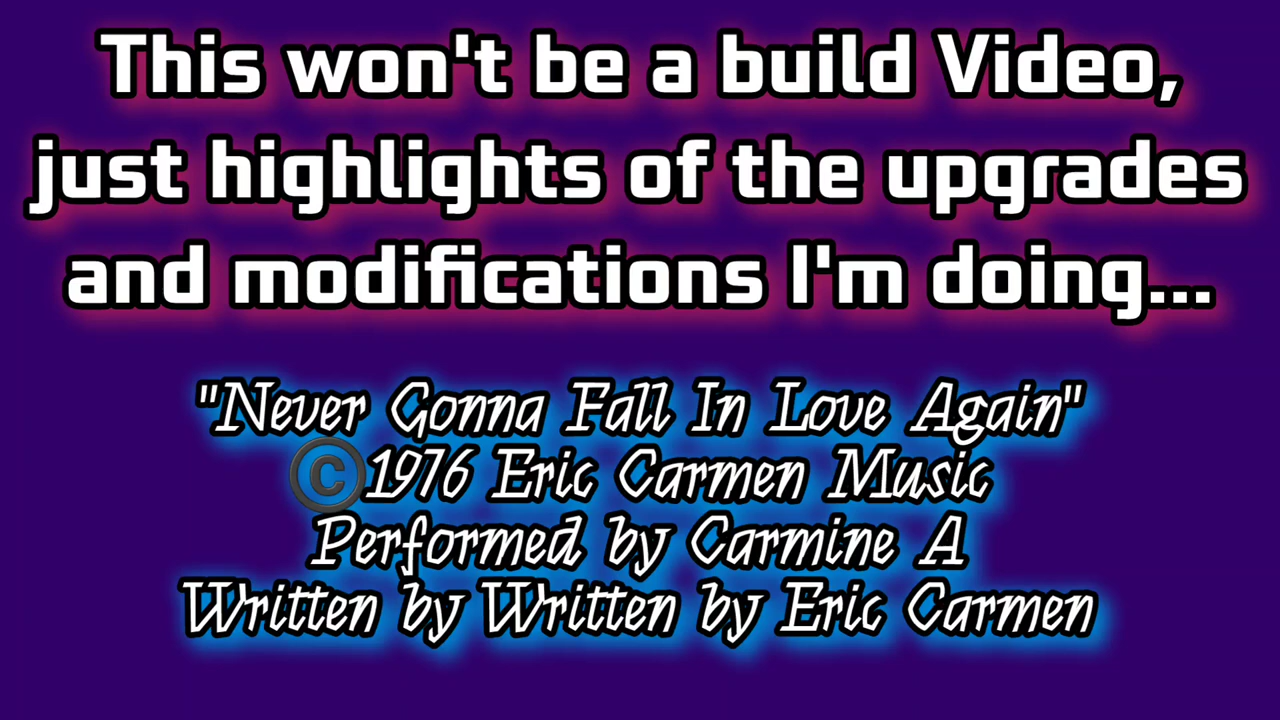 This won't be a build Video,
just highlights of the upgrades
and modifications I'm doing...
"Never Gonna Fall In Love Again"
©1976 Eric Carmen Music
Performed by Carmine A
Written by Written by Eric Carmen